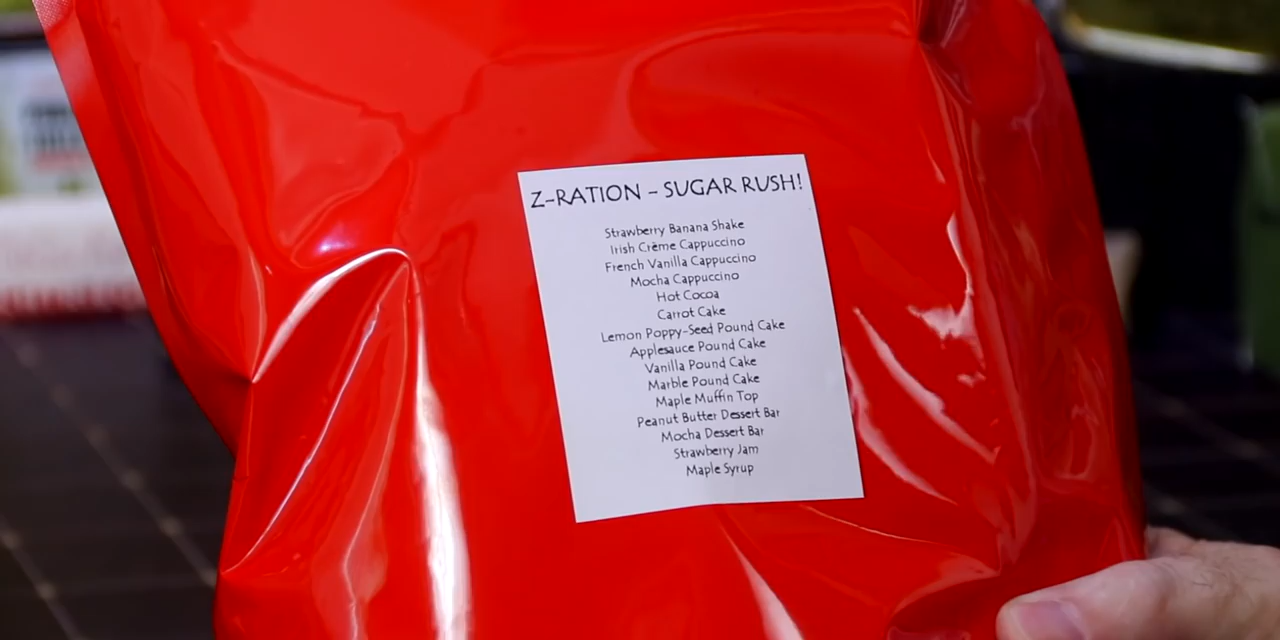 Z-RATION – SUGAR RUSH!
Strawberry Banana Shake
Irish Crème Cappuccino
French Vanilla Cappuccino
Mocha Cappuccino
Hot Cocoa
Carrot Cake
Lemon Poppy-Seed Pound Cake
Applesauce Pound Cake
Vanilla Pound Cake
Marble Pound Cake
Maple Muffin Top
Peanut Butter Dessert Bar
Mocha Dessert Bar
Strawberry Jam
Maple Syrup